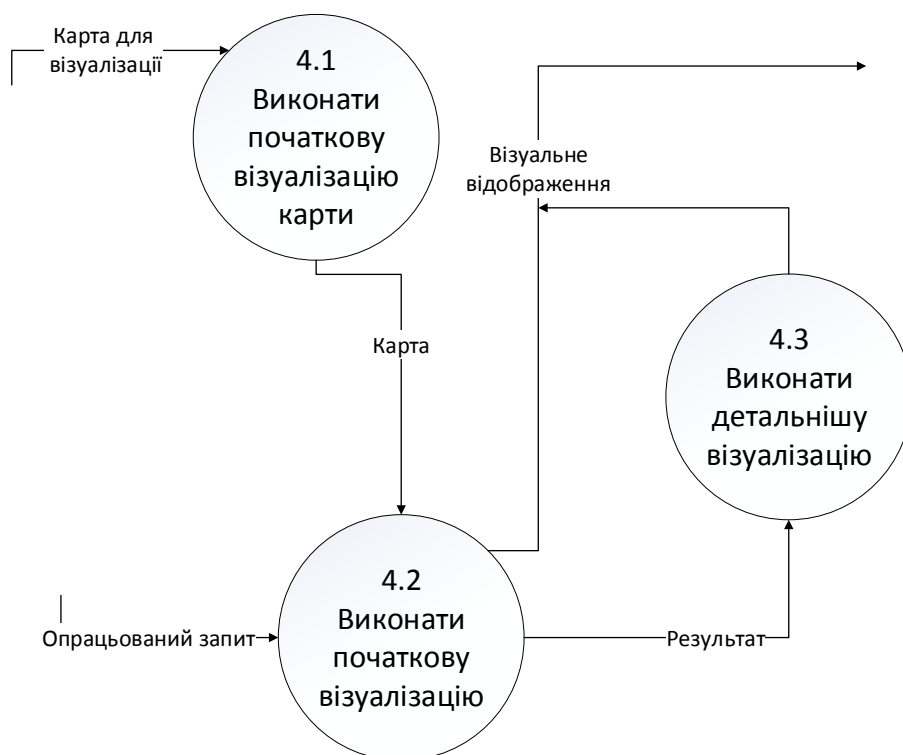 Карта для
візуалізації
4.1
Виконати
початкову
візуалізацію
карти
Візуальне
відображення
Карта
4.3
Виконати
детальнішу
візуалізацію
4.2
Виконати
початкову
візуалізацію
Опрацьований запит
Результат